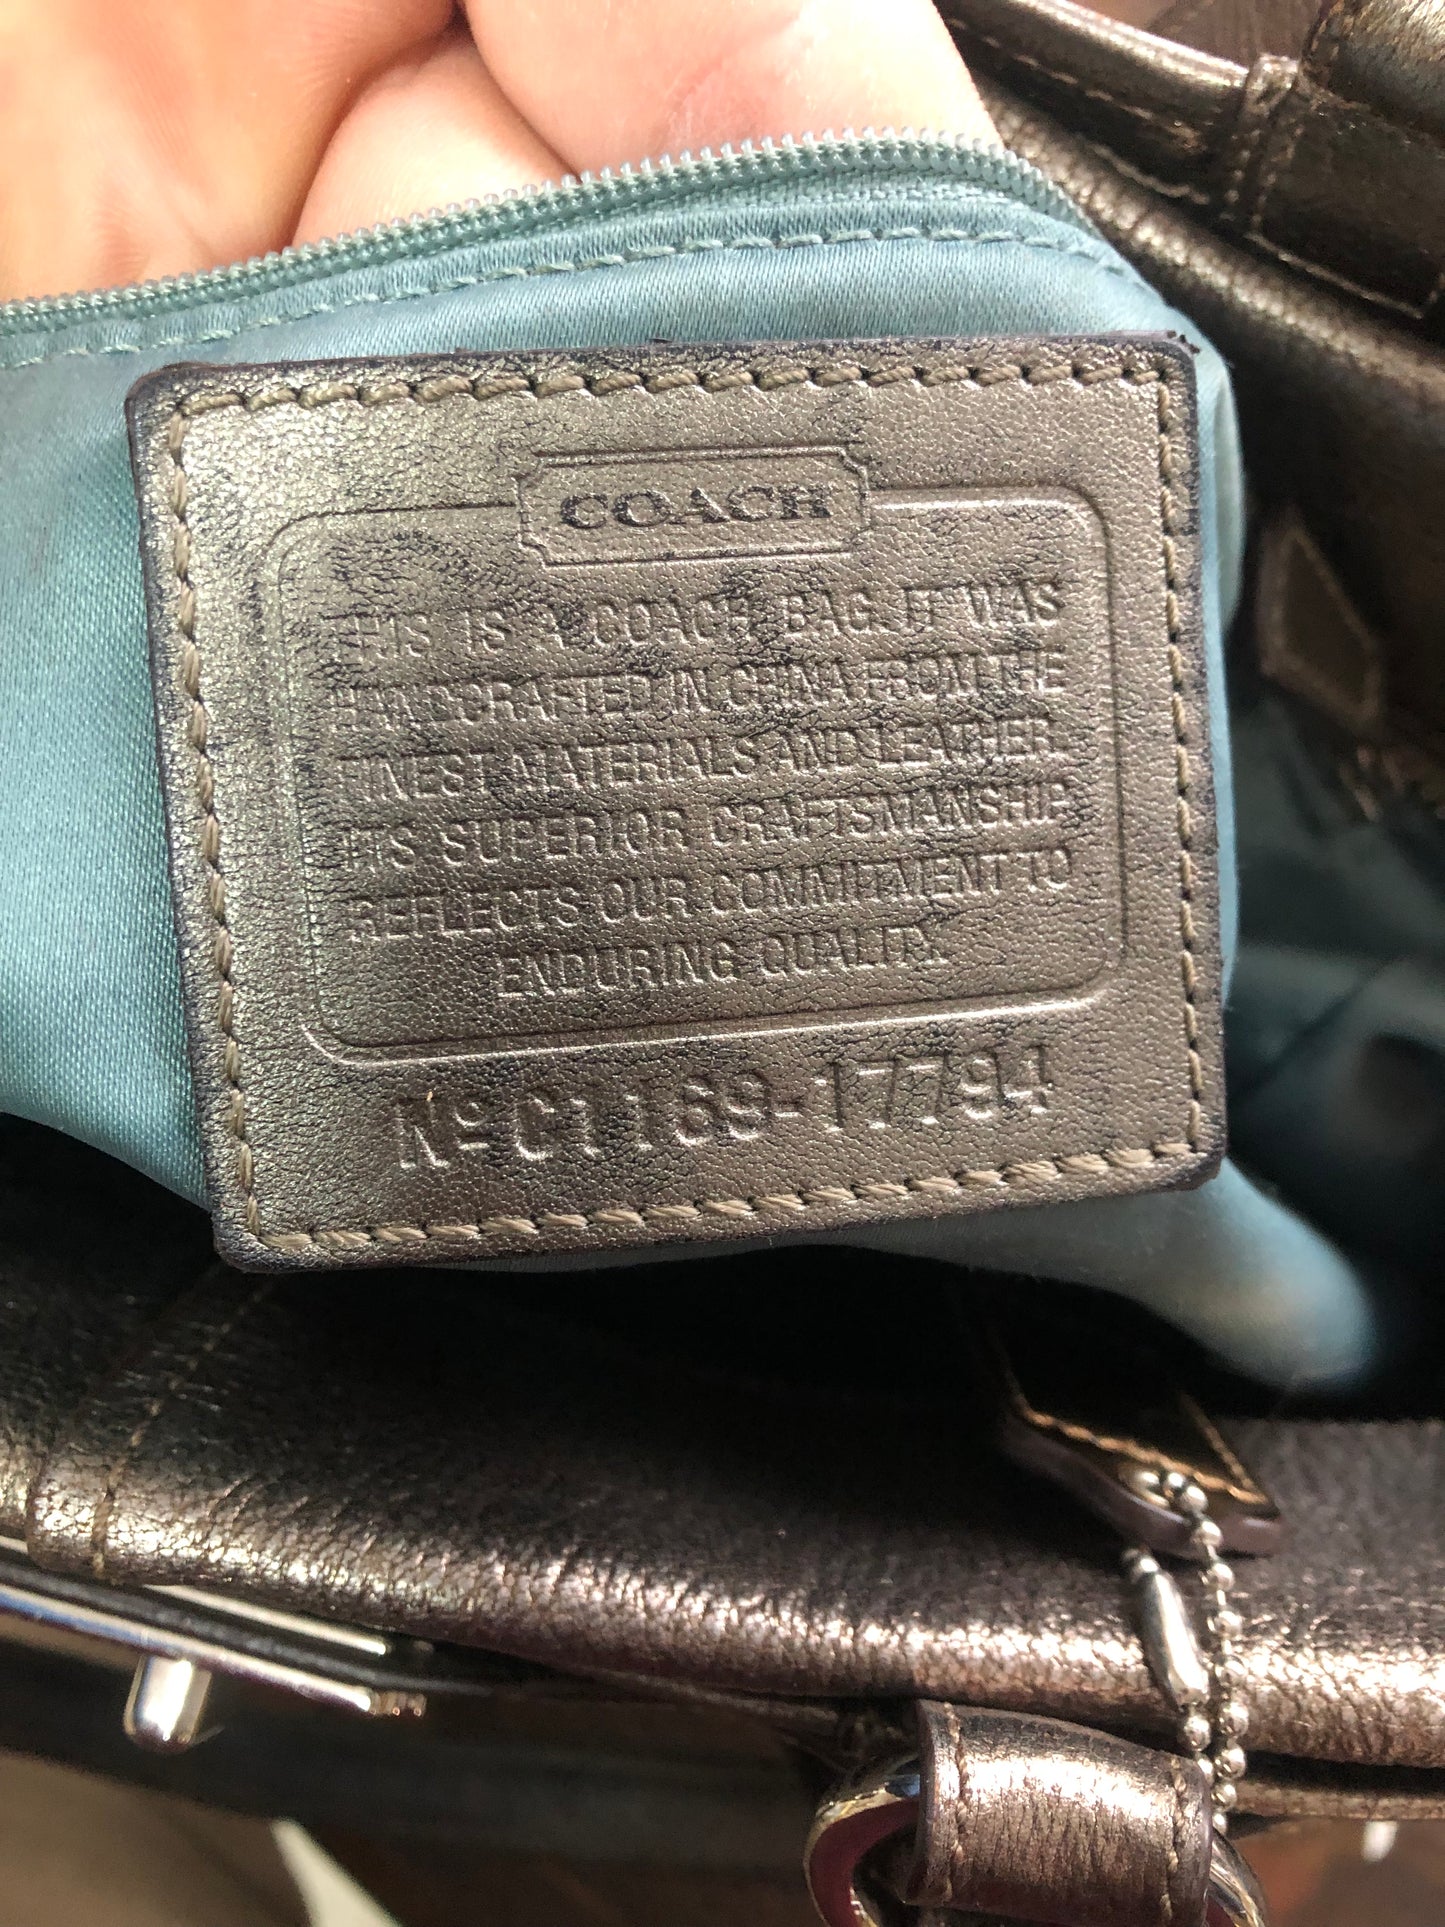 COACH
THIS IS A COACH BAG. IT WAS
HANDCRAFTED IN CHINA FROM THE
FINEST MATERIALS AND LEATHER.
ITS SUPERIOR CRAFTSMANSHIP
REFLECTS OUR COMMITMENT TO
ENDURING QUALITY.
Nº C1169-17794